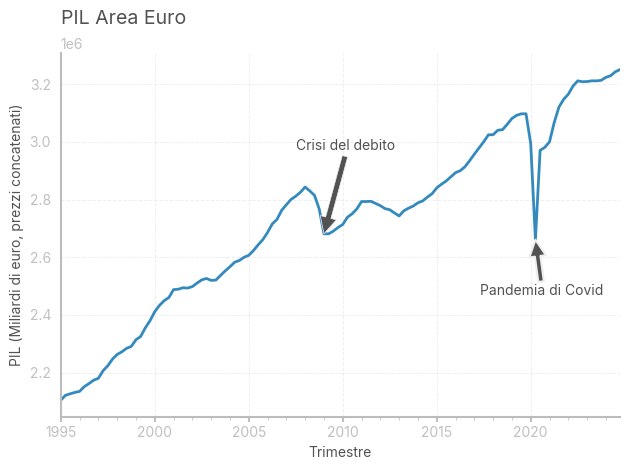 PIL Area Euro
1e6
3.2
3.0
2.8
2.6
2.4
2.2
PIL (Miliardi di euro, prezzi concatenati)
Crisi del debito
Pandemia di Covid
1995
2000
2005
2010
2015
2020
Trimestre